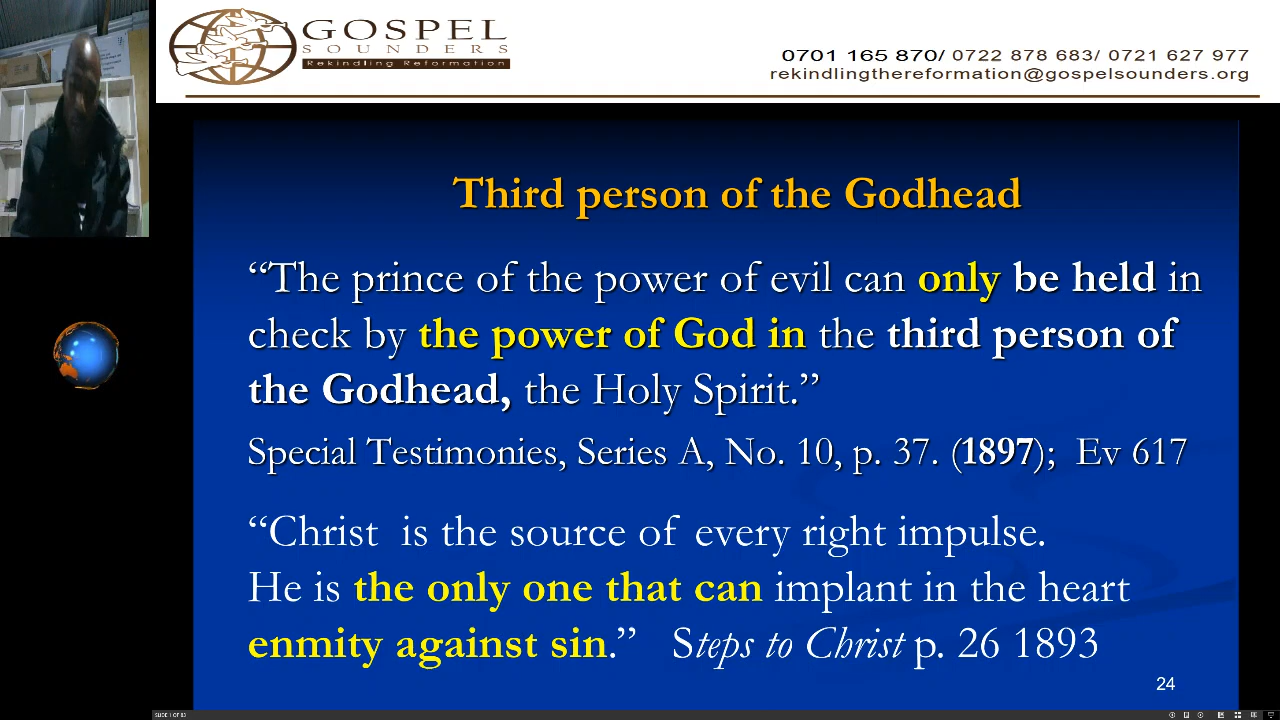 GOSPEL
SOUNDERS
Rekindling Reformation
0701 165 870/ 0722 878 683/ 0721 627 977
rekindlingthereformation@gospelsounders.org
Third person of the Godhead
“The prince of the power of evil can only be held in
check by the power of God in the third person of
the Godhead, the Holy Spirit.”
Special Testimonies, Series A, No. 10, p. 37. (1897); Ev 617
“Christ is the source of every right impulse.
He is the only one that can implant in the heart
enmity against sin.” Steps to Christ p. 26 1893
24
SLIDE 1 OF 83